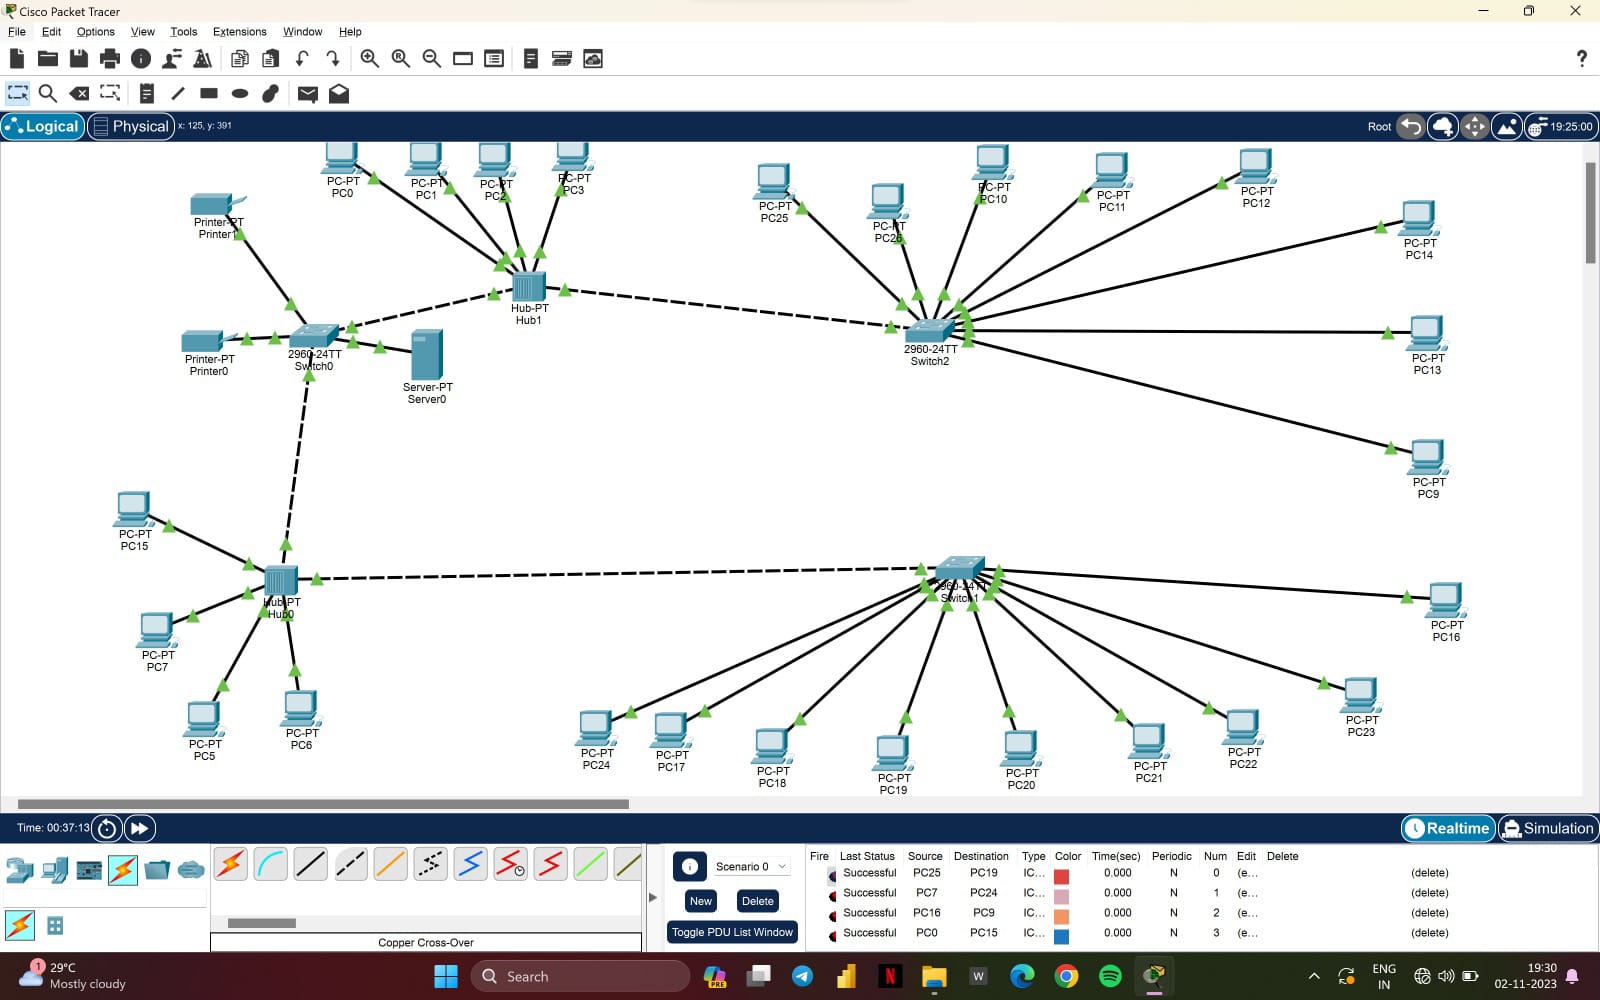 Cisco Packet Tracer
File Edit Options View Tools Extensions Window Help
Logical Physical x: 125, y: 391 Root 19:25:00
PC-PT
PC0
PC-PT
PC1
PC-PT
PC2
PC-PT
PC3
Printer-PT
Printer1
Hub-PT
Hub1
Printer-PT
Printer0
2960-24TT
Switch0
Server-PT
Server0
PC-PT
PC25
PC-PT
PC26
PC-PT
PC10
PC-PT
PC11
PC-PT
PC12
PC-PT
PC14
2960-24TT
Switch2
PC-PT
PC13
PC-PT
PC9
PC-PT
PC15
Hub-PT
Hub0
PC-PT
PC7
PC-PT
PC5
PC-PT
PC6
2960-24TT
Switch1
PC-PT
PC16
PC-PT
PC23
PC-PT
PC24
PC-PT
PC17
PC-PT
PC18
PC-PT
PC19
PC-PT
PC20
PC-PT
PC21
PC-PT
PC22
Time: 00:37:13 Realtime Simulation
Scenario 0
New Delete
Toggle PDU List Window
Copper Cross-Over
Fire Last Status Source Destination Type Color Time(sec) Periodic Num Edit Delete
Successful PC25 PC19 IC... 0.000 N 0 (e... (delete)
Successful PC7 PC24 IC... 0.000 N 1 (e... (delete)
Successful PC16 PC9 IC... 0.000 N 2 (e... (delete)
Successful PC0 PC15 IC... 0.000 N 3 (e... (delete)
1 29°C
Mostly cloudy
Search
PRE
N
W
ENG
IN
19:30
02-11-2023